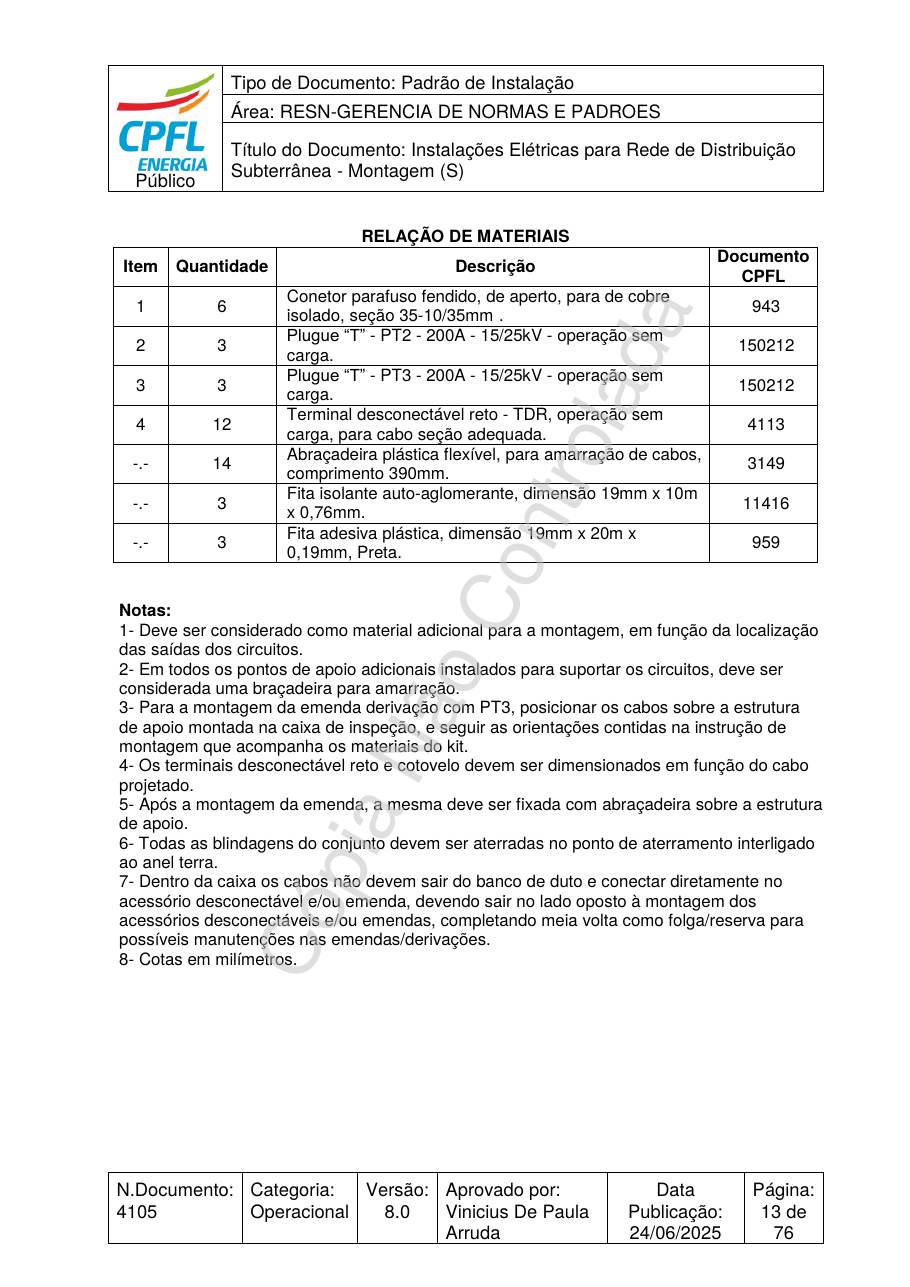 CPFL
ENERGIA
Público
Tipo de Documento: Padrão de Instalação
Área: RESN-GERENCIA DE NORMAS E PADROES
Título do Documento: Instalações Elétricas para Rede de Distribuição
Subterrânea - Montagem (S)
RELAÇÃO DE MATERIAIS
Item Quantidade Descrição Documento
CPFL
1 6 Conetor parafuso fendido, de aperto, para de cobre
isolado, seção 35-10/35mm . 943
2 3 Plugue “T” - PT2 - 200A - 15/25kV - operação sem
carga. 150212
3 3 Plugue “T” - PT3 - 200A - 15/25kV - operação sem
carga. 150212
4 12 Terminal desconectável reto - TDR, operação sem
carga, para cabo seção adequada. 4113
-.- 14 Abraçadeira plástica flexível, para amarração de cabos,
comprimento 390mm. 3149
-.- 3 Fita isolante auto-aglomerante, dimensão 19mm x 10m
x 0,76mm. 11416
-.- 3 Fita adesiva plástica, dimensão 19mm x 20m x
0,19mm, Preta. 959
Notas:
1- Deve ser considerado como material adicional para a montagem, em função da localização
das saídas dos circuitos.
2- Em todos os pontos de apoio adicionais instalados para suportar os circuitos, deve ser
considerada uma braçadeira para amarração.
3- Para a montagem da emenda derivação com PT3, posicionar os cabos sobre a estrutura
de apoio montada na caixa de inspeção, e seguir as orientações contidas na instrução de
montagem que acompanha os materiais do kit.
4- Os terminais desconectável reto e cotovelo devem ser dimensionados em função do cabo
projetado.
5- Após a montagem da emenda, a mesma deve ser fixada com abraçadeira sobre a estrutura
de apoio.
6- Todas as blindagens do conjunto devem ser aterradas no ponto de aterramento interligado
ao anel terra.
7- Dentro da caixa os cabos não devem sair do banco de duto e conectar diretamente no
acessório desconectável e/ou emenda, devendo sair no lado oposto à montagem dos
acessórios desconectáveis e/ou emendas, completando meia volta como folga/reserva para
possíveis manutenções nas emendas/derivações.
8- Cotas em milímetros.
Cópia Não Controlada
N.Documento: Categoria: Versão: Aprovado por: Data Página:
4105 Operacional 8.0 Vinicius De Paula Publicação: 13 de
Arruda 24/06/2025 76